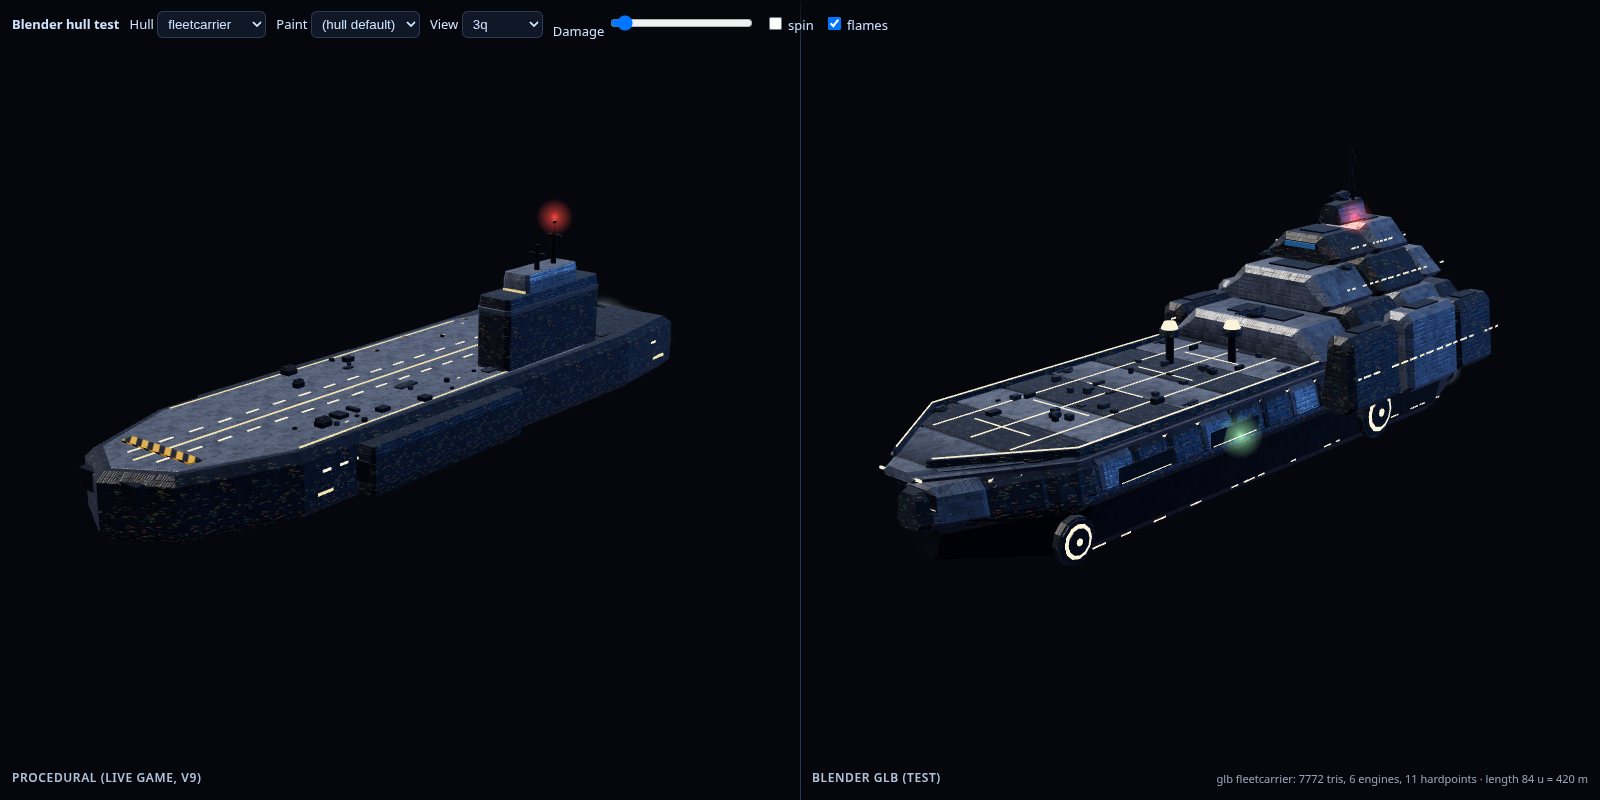 Blender hull test Hull fleetcarrier Paint (hull default) View 3q Damage spin flames
PROCEDURAL (LIVE GAME, V9)
BLENDER GLB (TEST)
glb fleetcarrier: 7772 tris, 6 engines, 11 hardpoints · length 84 u = 420 m